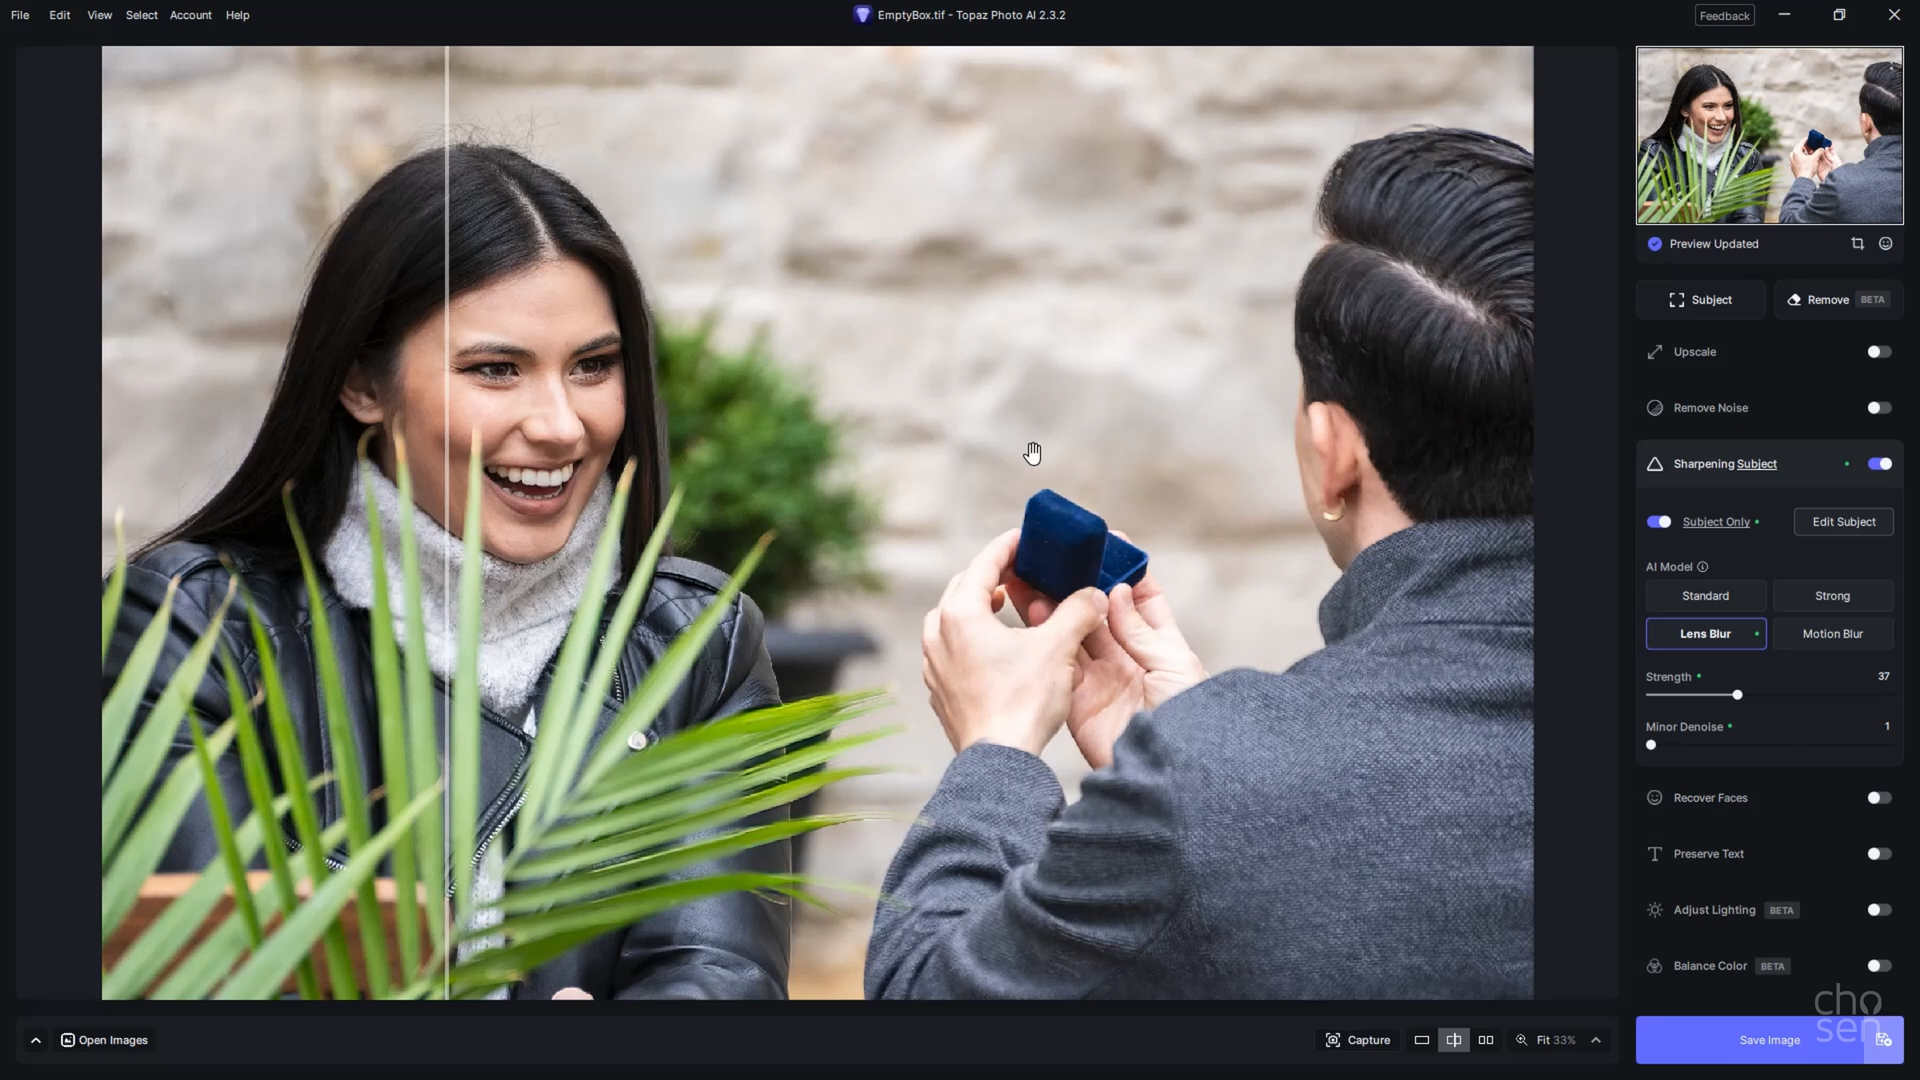 File Edit View Select Account Help
EmptyBox.tif - Topaz Photo AI 2.3.2
Feedback
Preview Updated
Subject
Remove BETA
Upscale
Remove Noise
Sharpening Subject
Subject Only
Edit Subject
AI Model
Standard
Strong
Lens Blur
Motion Blur
Strength 37
Minor Denoise 1
Recover Faces
Preserve Text
Adjust Lighting BETA
Balance Color BETA
chosen
Open Images
Capture
Fit 33%
Save Image